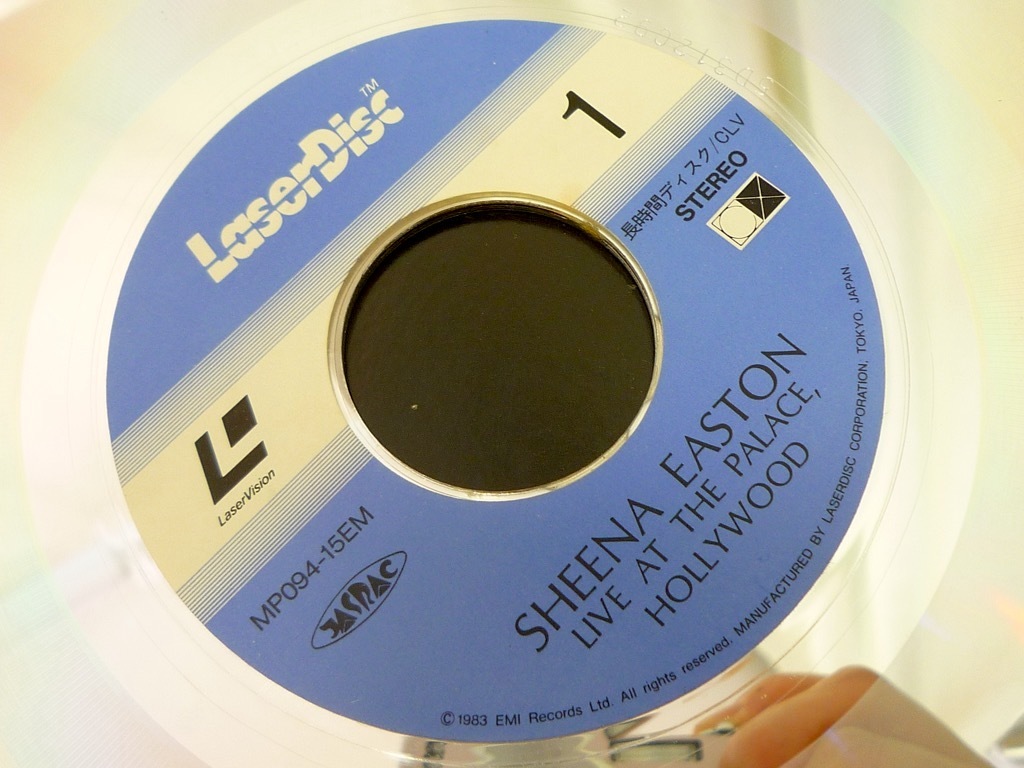 LaserDisc™
1
長時間ディスク/CLV
STEREO
LaserVision
MP094-15EM
JASRAC
SHEENA EASTON
LIVE AT THE PALACE,
HOLLYWOOD
©1983 EMI Records Ltd. All rights reserved. MANUFACTURED BY LASERDISC CORPORATION, TOKYO. JAPAN.